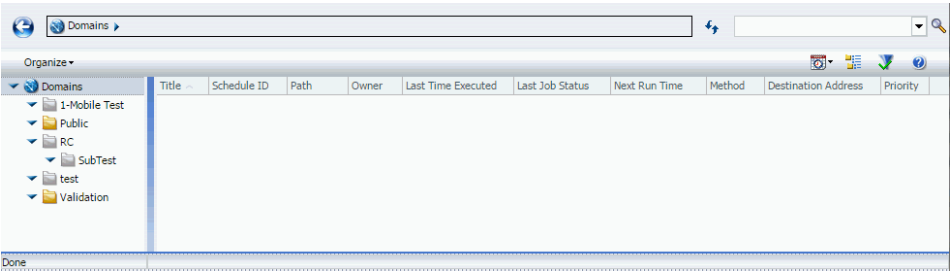 Domains
Organize
Domains
Title Schedule ID Path Owner Last Time Executed Last Job Status Next Run Time Method Destination Address Priority
1-Mobile Test
Public
RC
SubTest
test
Validation
Done